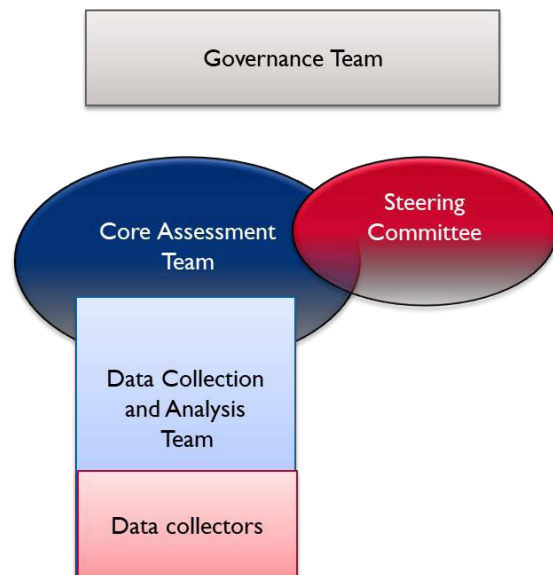 Governance Team
Steering
Committee
Core Assessment
Team
Data Collection
and Analysis
Team
Data collectors